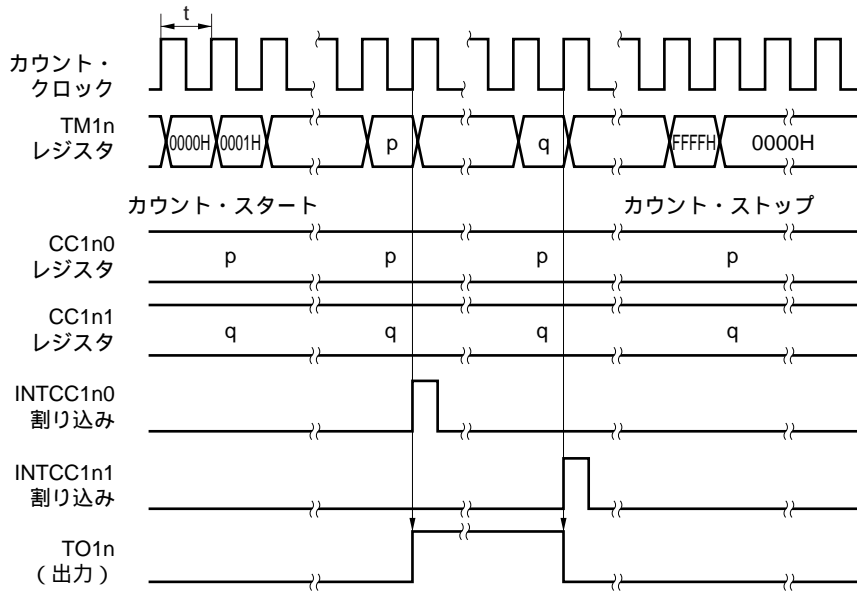 t
カウント・
クロック
TM1n
レジスタ
0000H 0001H p q FFFFH 0000H
カウント・スタート カウント・ストップ
CC1n0
レジスタ
p p p p
CC1n1
レジスタ
q q q q
INTCC1n0
割り込み
INTCC1n1
割り込み
TO1n
（出力）